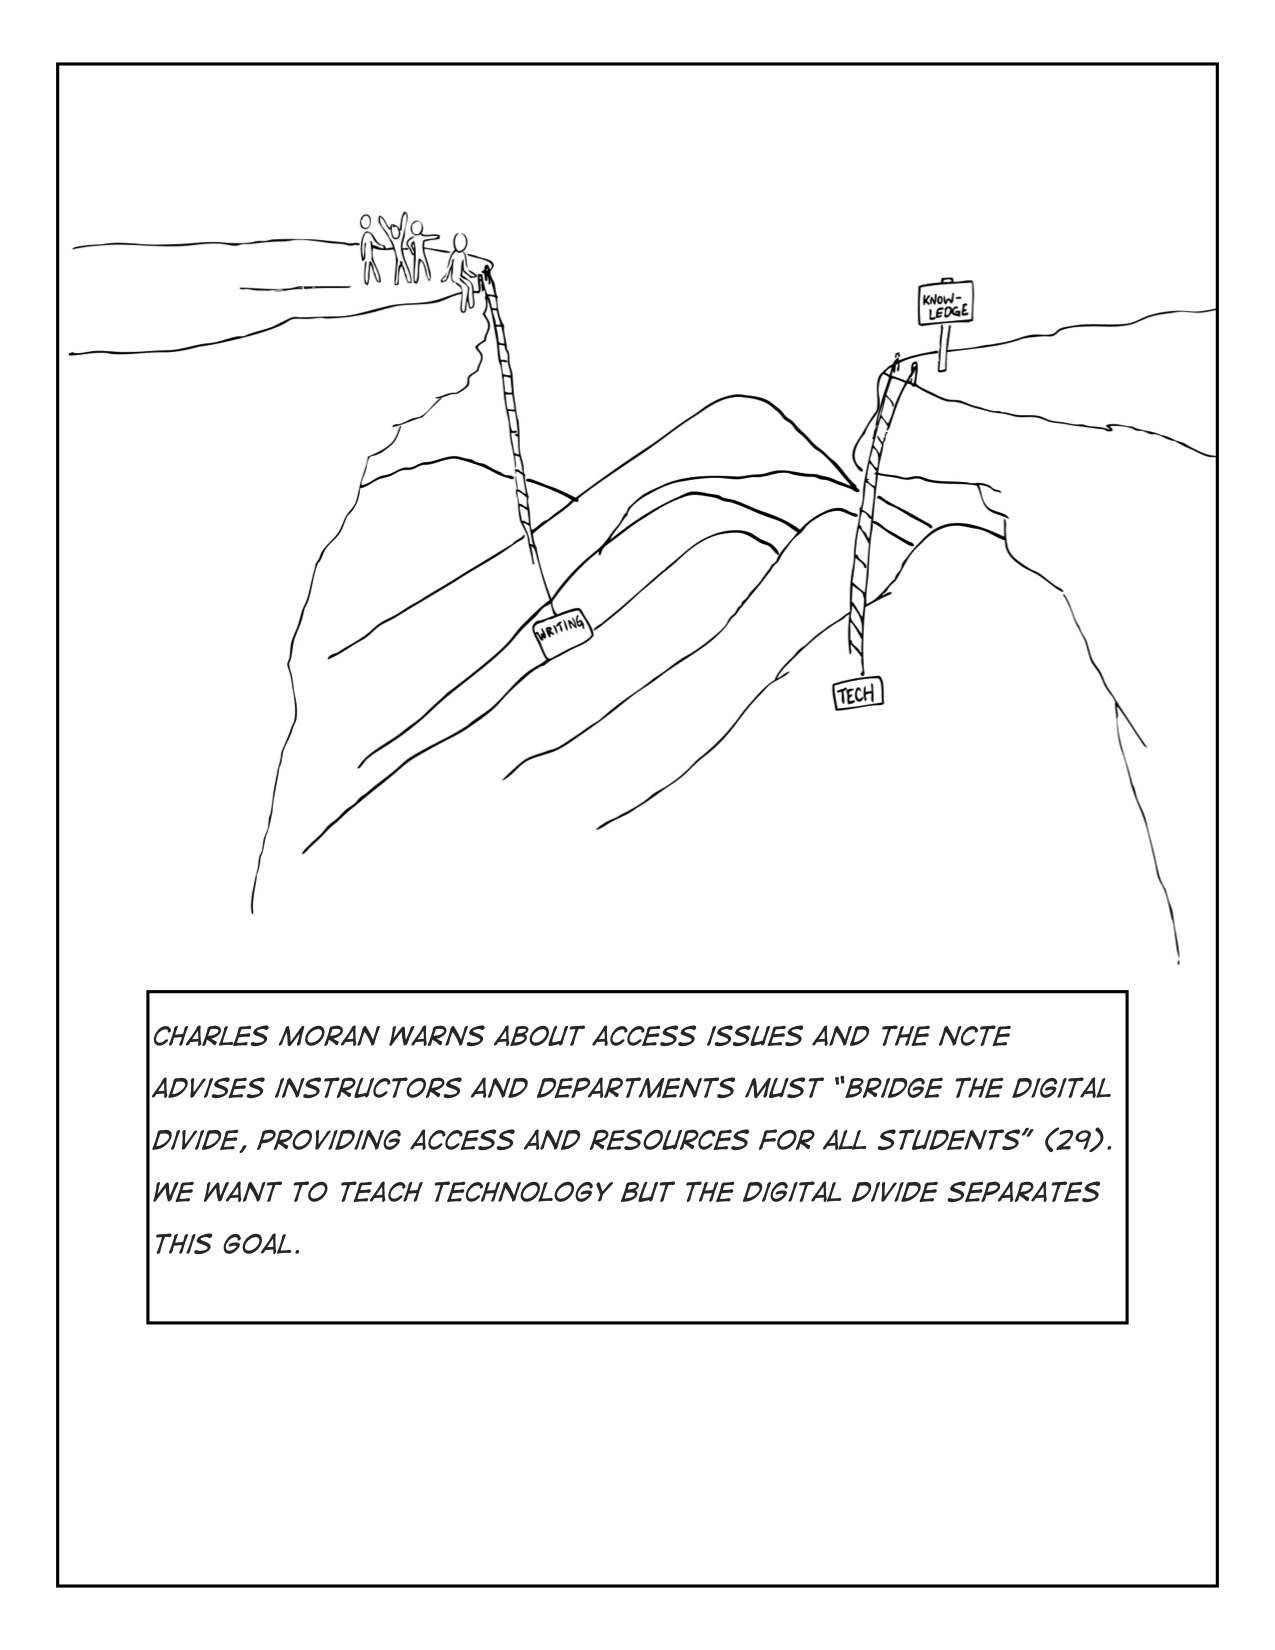 KNOW-
LEDGE
WRITING
TECH
CHARLES MORAN WARNS ABOUT ACCESS ISSUES AND THE NCTE
ADVISES INSTRUCTORS AND DEPARTMENTS MUST “BRIDGE THE DIGITAL
DIVIDE, PROVIDING ACCESS AND RESOURCES FOR ALL STUDENTS” (29).
WE WANT TO TEACH TECHNOLOGY BUT THE DIGITAL DIVIDE SEPARATES
THIS GOAL.